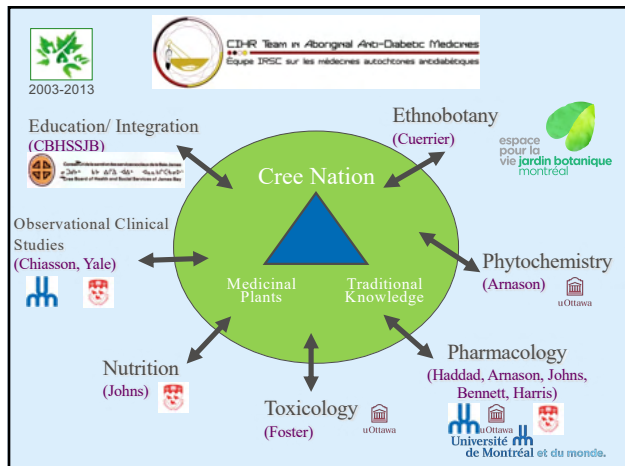 CIHR Team in Aboriginal Anti-Diabetic Medicines
Équipe IRSC sur les médecines autochtones antidiabétiques
2003-2013
Education/ Integration
(CBHSSJB)
Cree Board of Health and Social Services of James Bay
Ethnobotany
(Cuerrier)
espace
pour la
vie jardin botanique
montréal
Cree Nation
Medicinal
Plants
Traditional
Knowledge
Observational Clinical
Studies
(Chiasson, Yale)
Phytochemistry
(Arnason)
uOttawa
Nutrition
(Johns)
Toxicology
(Foster)
uOttawa
Pharmacology
(Haddad, Arnason, Johns,
Bennett, Harris)
uOttawa
Université
de Montréal et du monde.